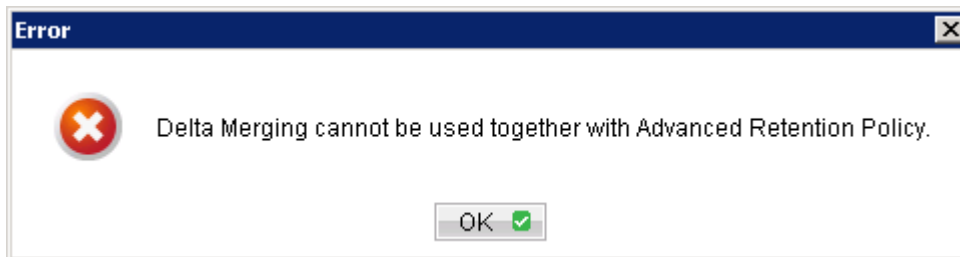 Error
Delta Merging cannot be used together with Advanced Retention Policy.
OK